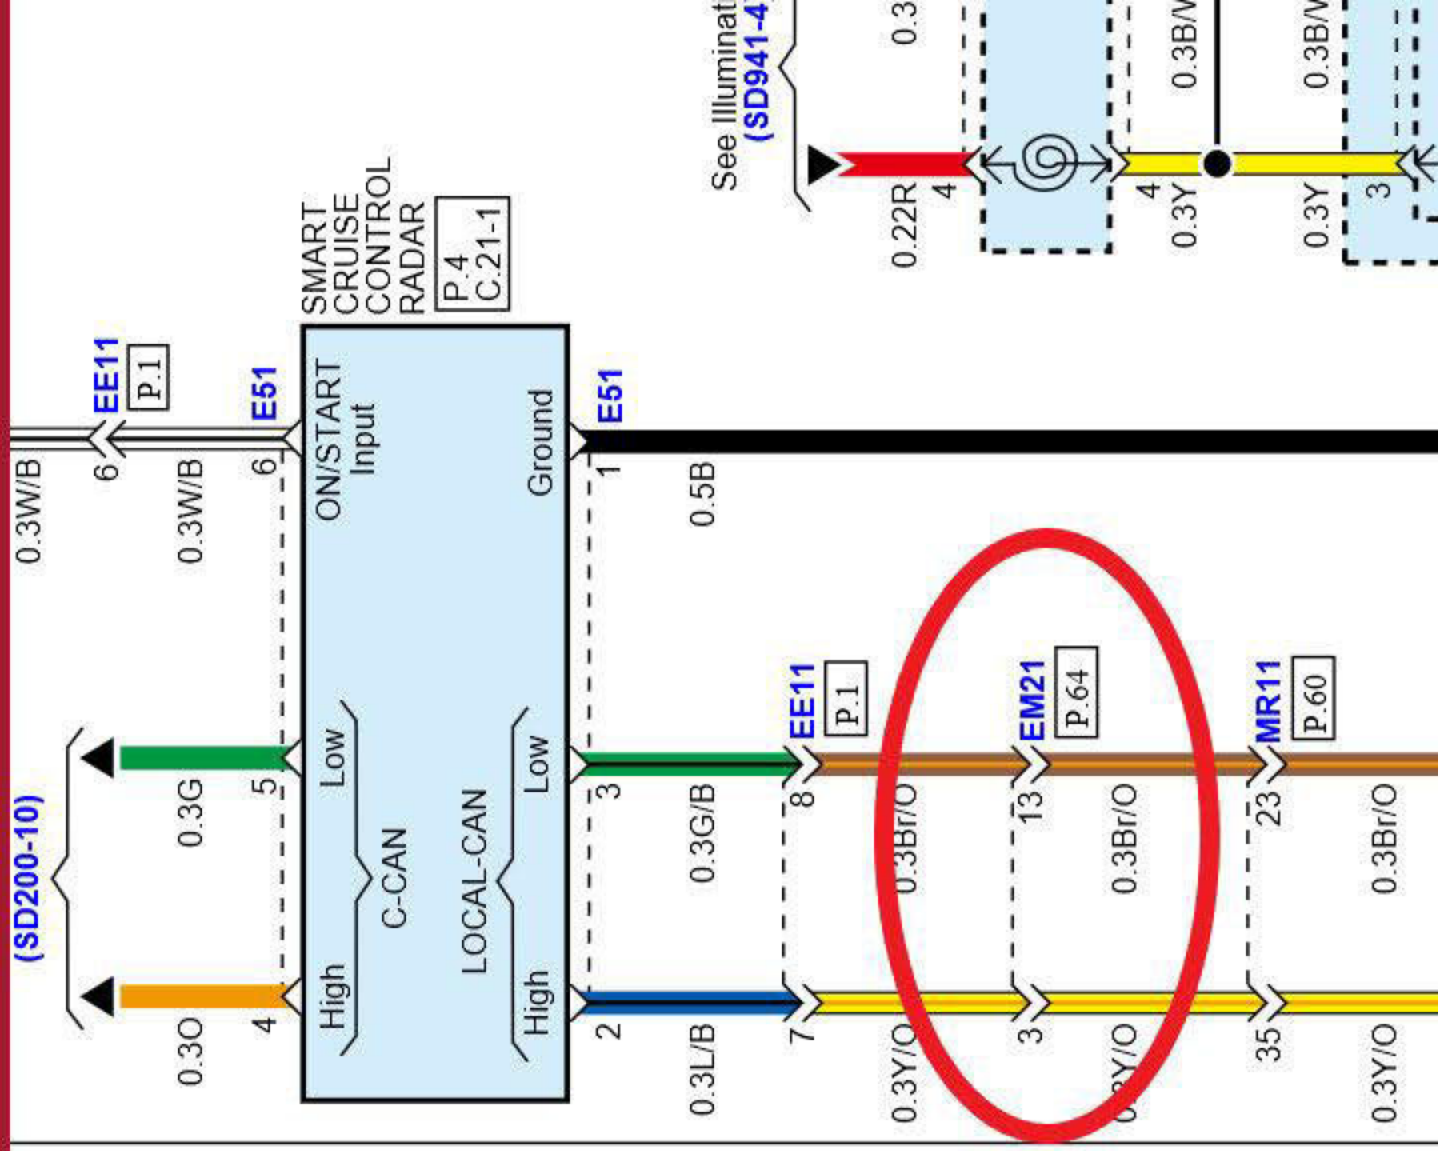 (SD200-10)
0.3W/B
6
EE11
P.1
0.3O
0.3G
0.3W/B
4
5
6
E51
SMART
CRUISE
CONTROL
RADAR
P.4
C.21-1
High
Low
C-CAN
ON/START
Input
LOCAL-CAN
High
Low
Ground
2
3
1
E51
0.3L/B
0.3G/B
0.5B
See Illuminati
(SD941-4
7
8
EE11
P.1
0.3Y/O
0.3Br/O
0.22R
0.3
4
3
13
EM21
P.64
0.3Y/O
0.3Br/O
4
0.3Y
0.3B/
35
23
MR11
P.60
0.3Y
0.3B/
0.3Y/O
0.3Br/O
3